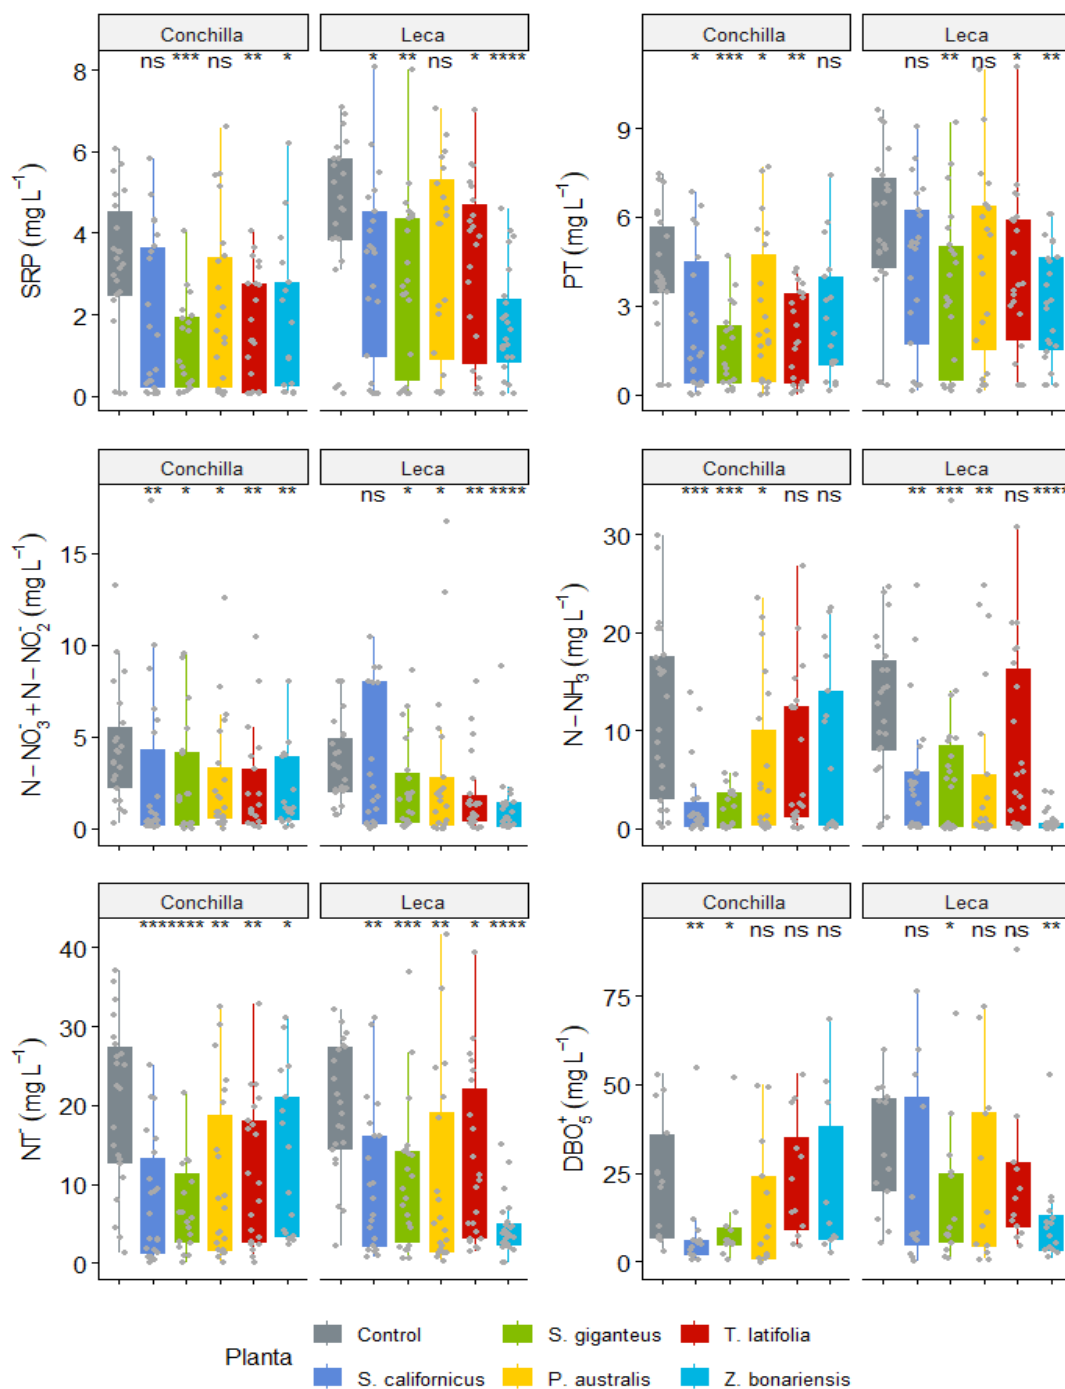 Conchilla Leca
ns *** ns ** * * ** ns * ****
SRP (mg L⁻¹)
8
6
4
2
0
Conchilla Leca
* *** * ** ns ns ** ns * **
PT (mg L⁻¹)
9
6
3
0
Conchilla Leca
** * * ** ** ns * * ** ****
N−NO₃⁻ + N−NO₂⁻ (mg L⁻¹)
15
10
5
0
Conchilla Leca
*** *** * ns ns ** *** ** ns ****
N−NH₃ (mg L⁻¹)
30
20
10
0
Conchilla Leca
**** **** ** ** * ** *** ** * ****
NT⁻ (mg L⁻¹)
40
30
20
10
0
Conchilla Leca
** * ns ns ns ns * ns ns **
DBO₅⁺ (mg L⁻¹)
75
50
25
0
Planta
Control S. giganteus T. latifolia
S. californicus P. australis Z. bonariensis